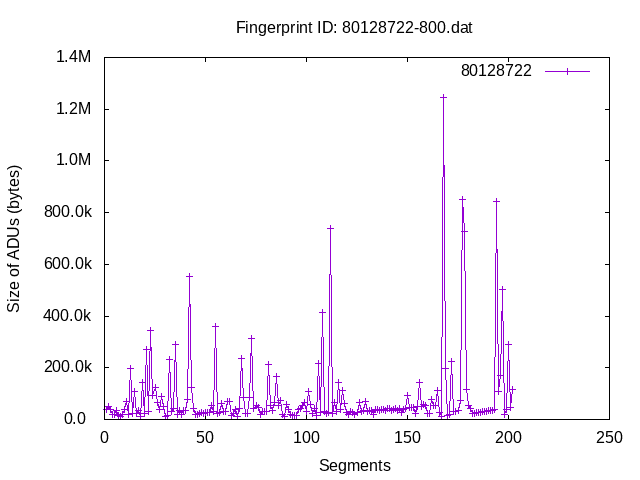 Fingerprint ID: 80128722-800.dat
1.4M
80128722
1.2M
1.0M
800.0k
600.0k
400.0k
200.0k
0.0
Size of ADUs (bytes)
0 50 100 150 200 250
Segments